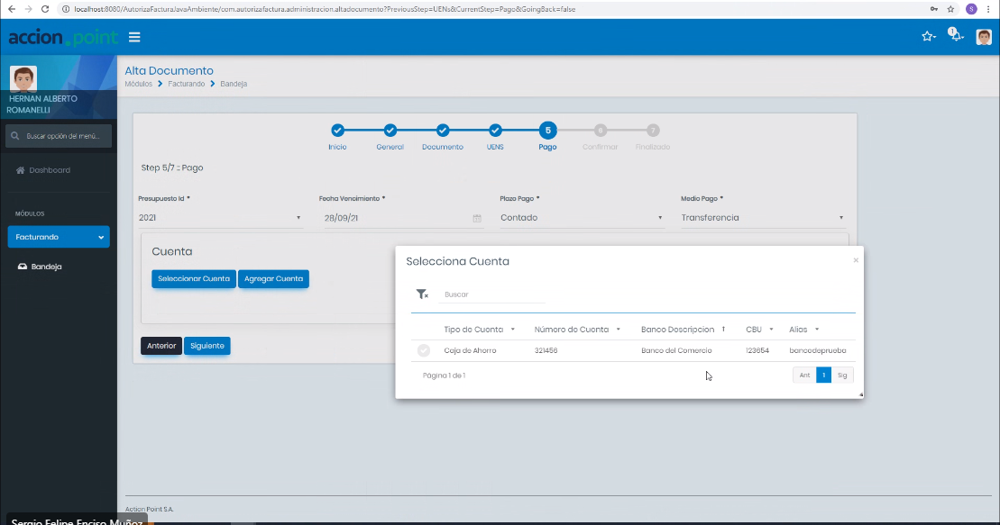 localhost:8080/AutorizaFacturaJavaAmbiente/com.autorizafactura.administracion.altadocumento?PreviousStep=UENs&tCurrentStep=Pago&GoingBack=false
S
accion.point
1
HERNAN ALBERTO
ROMANELLI
Buscar opción del menú...
Dashboard
MÓDULOS
Facturando
Bandeja
Alta Documento
Módulos > Facturando > Bandeja
5 6 7
Inicio General Documento UENS Pago Confirmar Finalizado
Step 5/7 :: Pago
Presupuesto Id * Fecha Vencimiento * Plazo Pago * Medio Pago *
2021 28/09/21 Contado Transferencia
Cuenta
Seleccionar Cuenta Agregar Cuenta
Anterior Siguiente
Selecciona Cuenta ×
Buscar
Tipo de Cuenta Número de Cuenta Banco Descripcion ↑ CBU Alias
Caja de Ahorro 321456 Banco del Comercio 123654 bancodeprueba
Página 1 de 1 Ant 1 Sig
Action Point S.A.
Sergio Felipe Enciso Muñoz